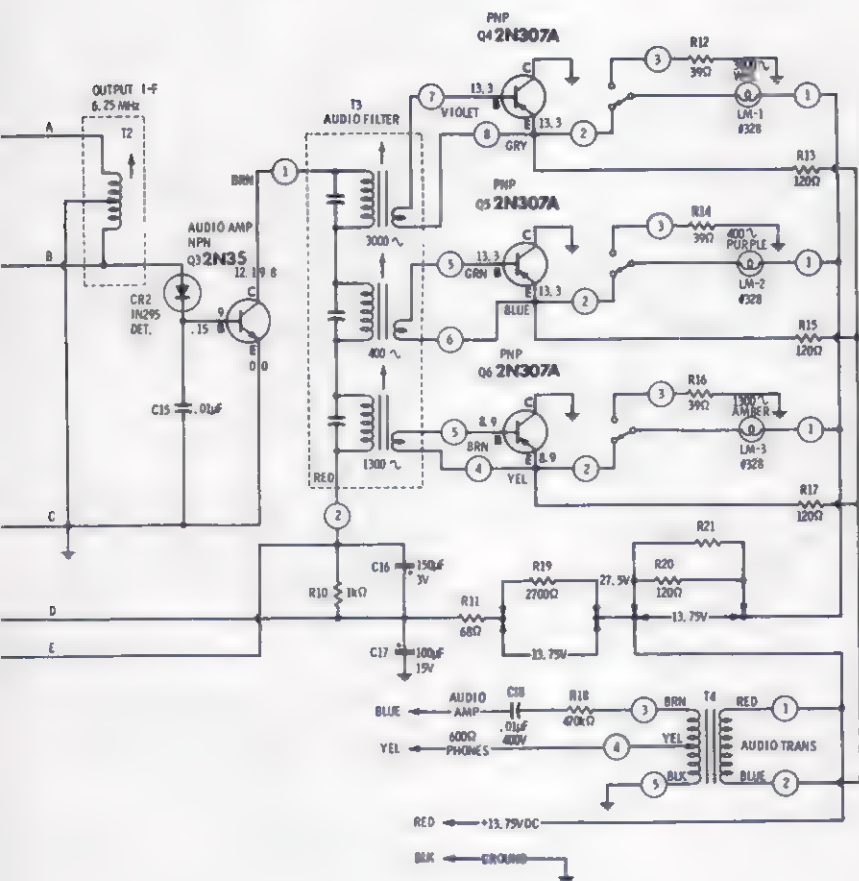 PNP
Q4 2N307A
3
R12
39Ω
OUTPUT I-F
6.25 MHz
T2
A
T3
AUDIO FILTER
7
VIOLET
13.3
B
C
E
13.3
8
GRY
2
1
LM-1
#328
R13
120Ω
BRN
1
3000 ~
AUDIO AMP
NPN
Q3 2N35
12.1 9.8
B
CR2
IN295
DET.
C
9
B
.15
E
0 0
PNP
Q5 2N307A
3
R14
39Ω
400 ~
PURPLE
5
GRN
13.3
B
C
E
13.3
BLUE
2
1
LM-2
#328
6
R15
120Ω
400 ~
PNP
Q6 2N307A
3
R16
39Ω
1300 ~
AMBER
C15
.01µF
5
BRN
8.9
B
C
E
8.9
4
YEL
2
1
LM-3
#328
1300 ~
RED
R17
120Ω
C
2
R21
C16
150µF
3V
R19
2700Ω
27.5V
R20
120Ω
R10
1kΩ
D
R11
68Ω
13.75V
E
C17
100µF
15V
13.75V
BLUE
AUDIO
AMP
C18
.01µF
400V
R18
470kΩ
3
BRN
T4
RED
1
YEL
600Ω
PHONES
4
YEL
AUDIO TRANS
5
BLK
BLUE
2
RED
+13.75VDC
BLK
GROUND